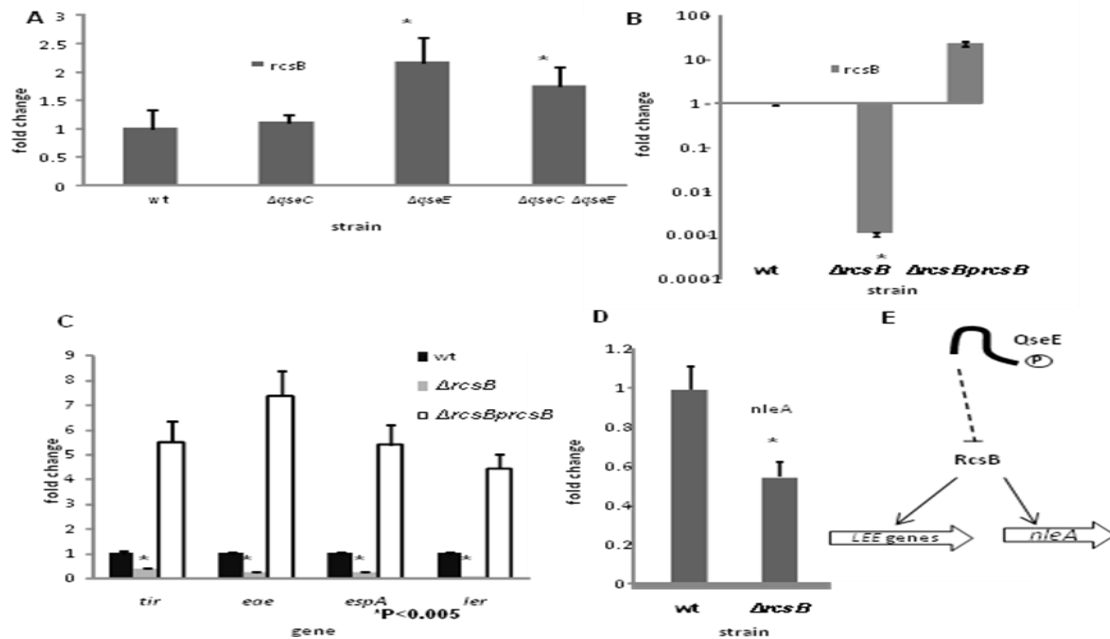 A
3
2.5
2
1.5
1
0.5
0
fold change
rcsB
*
*
wt
ΔqseC
ΔqseE
ΔqseC ΔqseE
strain
B
100
10
1
0.1
0.01
0.001
0.0001
fold change
rcsB
*
wt
ΔrcsB
ΔrcsBprcsB
strain
C
9
8
7
6
5
4
3
2
1
0
fold change
wt
ΔrcsB
ΔrcsBprcsB
*
*
*
*
tir
eae
espA
ler
*P<0.005
gene
D
1.2
1
0.8
0.6
0.4
0.2
0
fold change
nleA
*
wt
ΔrcsB
strain
E
QseE
P
RcsB
LEE genes
nleA